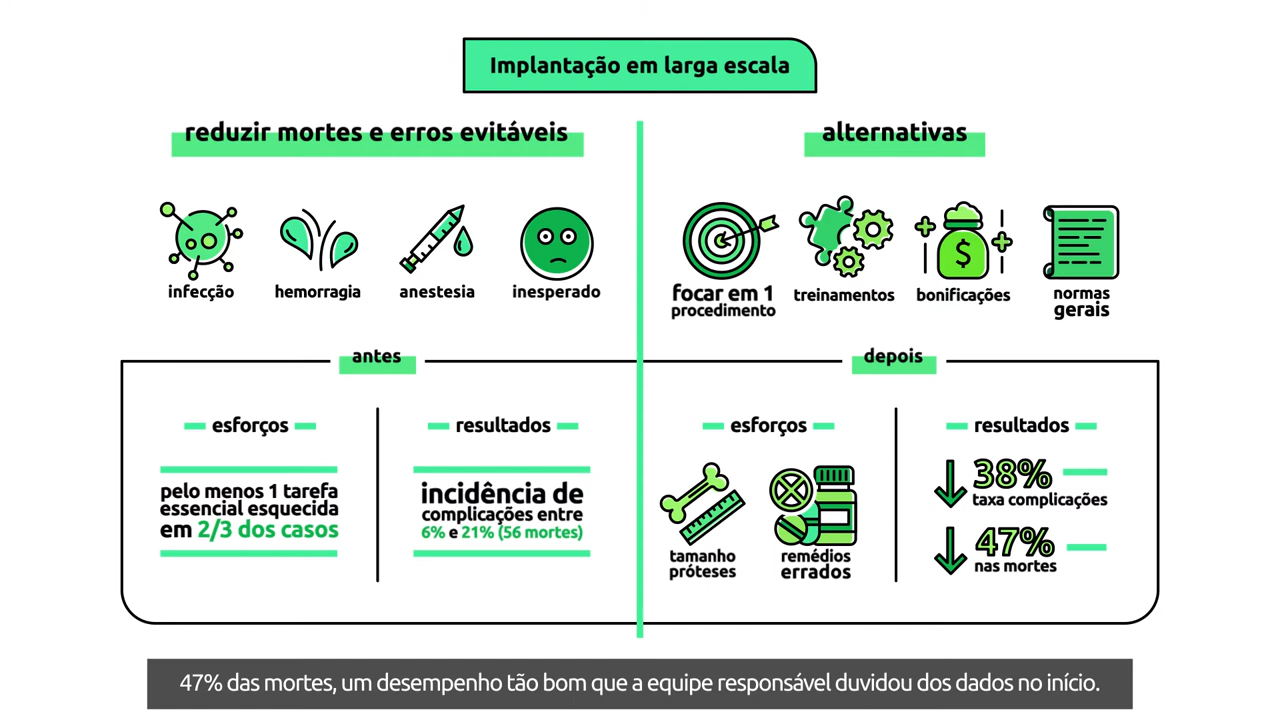 Implantação em larga escala
reduzir mortes e erros evitáveis
infecção
hemorragia
anestesia
inesperado
alternativas
focar em 1
procedimento
treinamentos
$
bonificações
normas
gerais
antes
esforços
pelo menos 1 tarefa
essencial esquecida
em 2/3 dos casos
resultados
incidência de
complicações entre
6% e 21% (56 mortes)
depois
esforços
tamanho
próteses
remédios
errados
resultados
38%
taxa complicações
47%
nas mortes
47% das mortes, um desempenho tão bom que a equipe responsável duvidou dos dados no início.